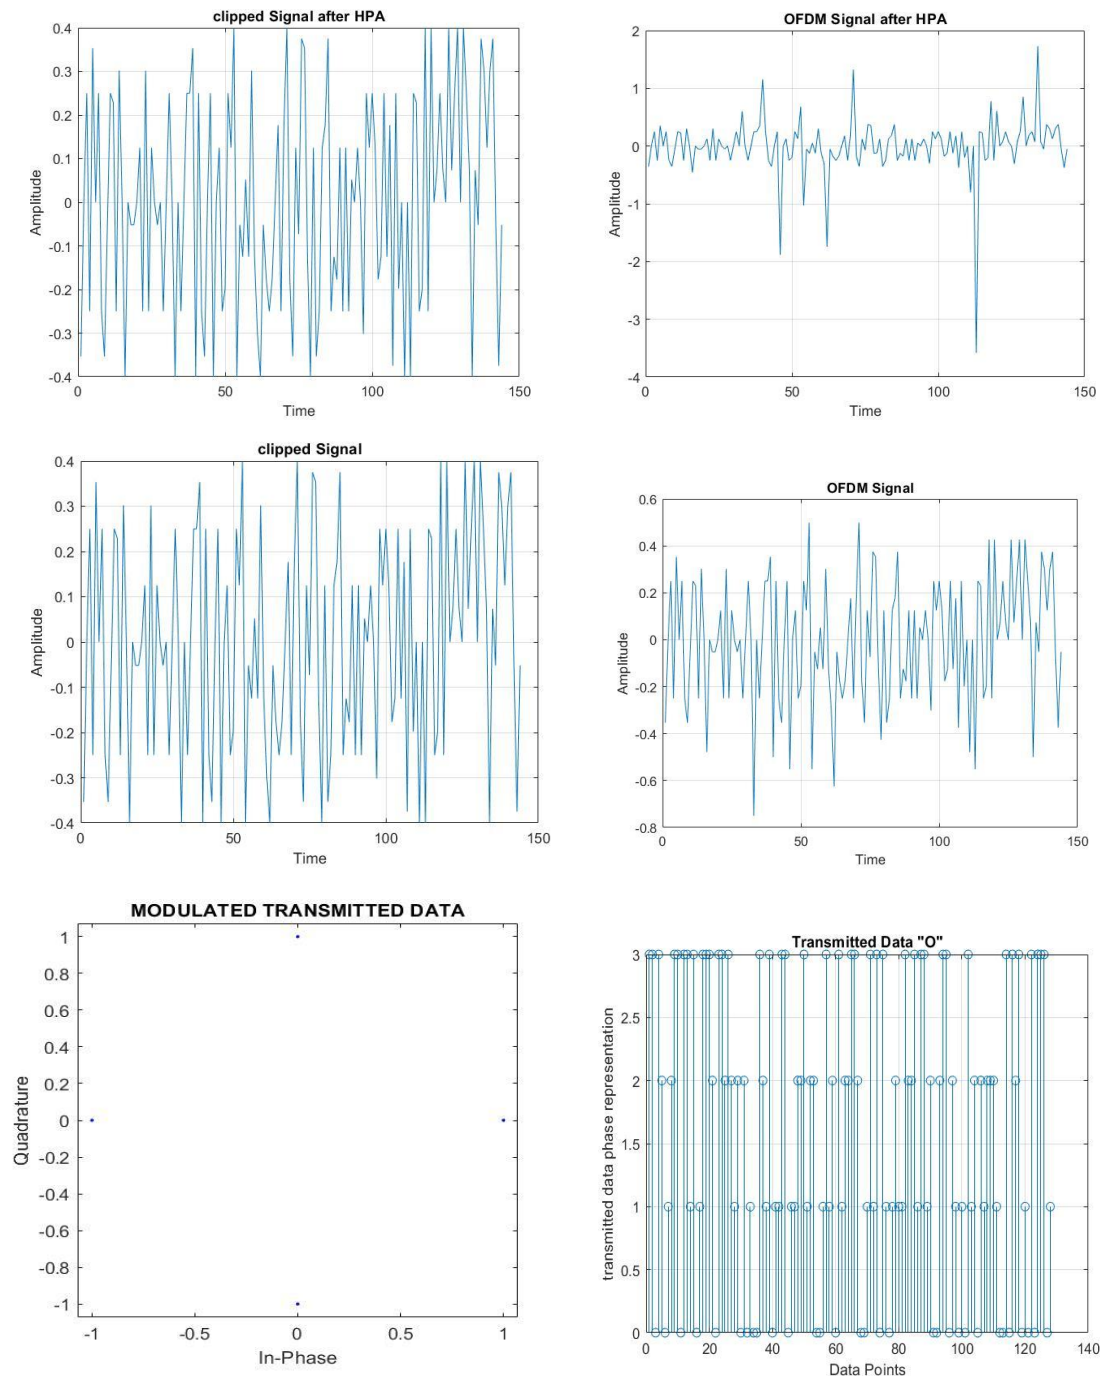 clipped Signal after HPA
Amplitude
0.4
0.3
0.2
0.1
0
-0.1
-0.2
-0.3
-0.4
0 50 100 150
Time
OFDM Signal after HPA
Amplitude
2
1
0
-1
-2
-3
-4
0 50 100 150
Time
clipped Signal
Amplitude
0.4
0.3
0.2
0.1
0
-0.1
-0.2
-0.3
-0.4
0 50 100 150
Time
OFDM Signal
Amplitude
0.6
0.4
0.2
0
-0.2
-0.4
-0.6
-0.8
0 50 100 150
Time
MODULATED TRANSMITTED DATA
Quadrature
1
0.8
0.6
0.4
0.2
0
-0.2
-0.4
-0.6
-0.8
-1
-1 -0.5 0 0.5 1
In-Phase
Transmitted Data "O"
transmitted data phase representation
3
2.5
2
1.5
1
0.5
0
0 20 40 60 80 100 120 140
Data Points